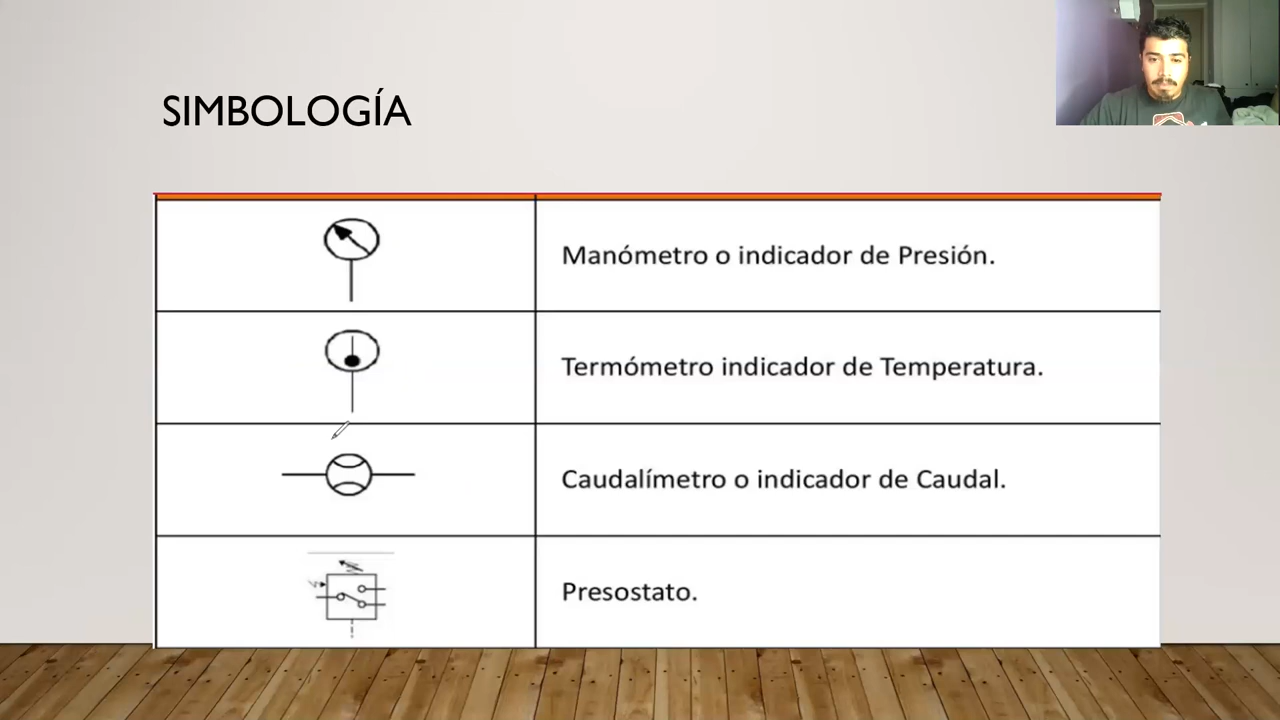 SIMBOLOGÍA
Manómetro o indicador de Presión.
Termómetro indicador de Temperatura.
Caudalímetro o indicador de Caudal.
Presostato.